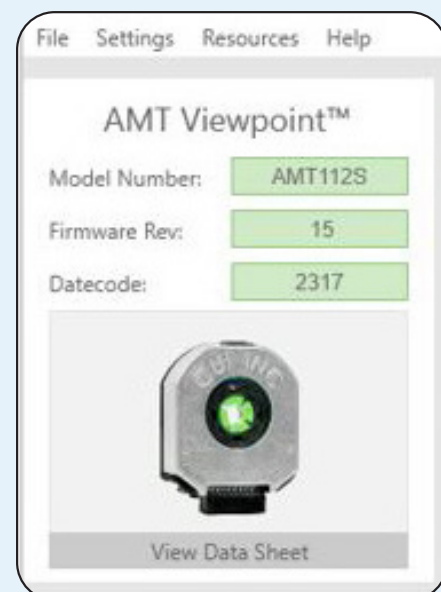 File Settings Resources Help
AMT Viewpoint™
Model Number: AMT112S
Firmware Rev: 15
Datecode: 2317
CUI INC
View Data Sheet